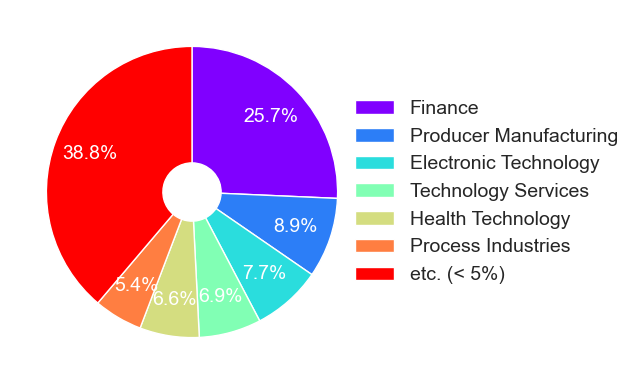 25.7%
38.8%
8.9%
7.7%
5.4%
6.6%
6.9%
Finance
Producer Manufacturing
Electronic Technology
Technology Services
Health Technology
Process Industries
etc. (< 5%)